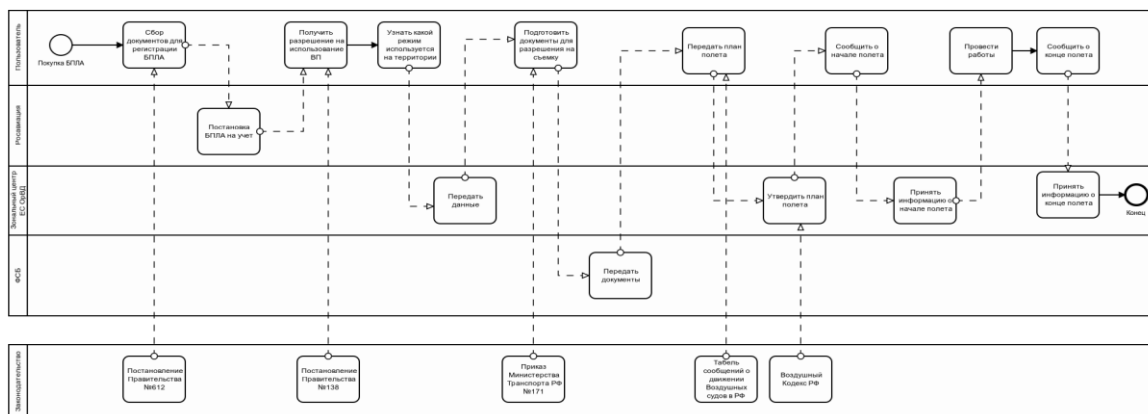 Пользователь
Покупка БПЛА
Сбор
документов для
регистрации
БПЛА
Получить
разрешение на
использование
ВП
Узнать какой
режим
используется
на территории
Подготовить
документы для
разрешения на
съемку
Передать план
полета
Сообщить о
начале полета
Провести
работы
Сообщить о
конце полета
Росавиация
Постановка
БПЛА на учет
Зональный центр
ЕС ОрВД
Передать
данные
Утвердить план
полета
Принять
информацию о
начале полета
Принять
информацию о
конце полета
Конец
ФСБ
Передать
документы
Законодательство
Постановление
Правительства
№612
Постановление
Правительства
№138
Приказ
Министерства
Транспорта РФ
№171
Табель
сообщений о
движении
Воздушных
судов в РФ
Воздушный
Кодекс РФ